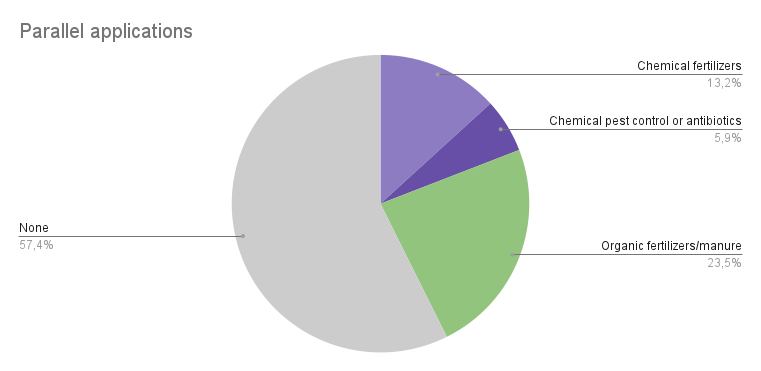 Parallel applications
Chemical fertilizers
13,2%
Chemical pest control or antibiotics
5,9%
None
57,4%
Organic fertilizers/manure
23,5%